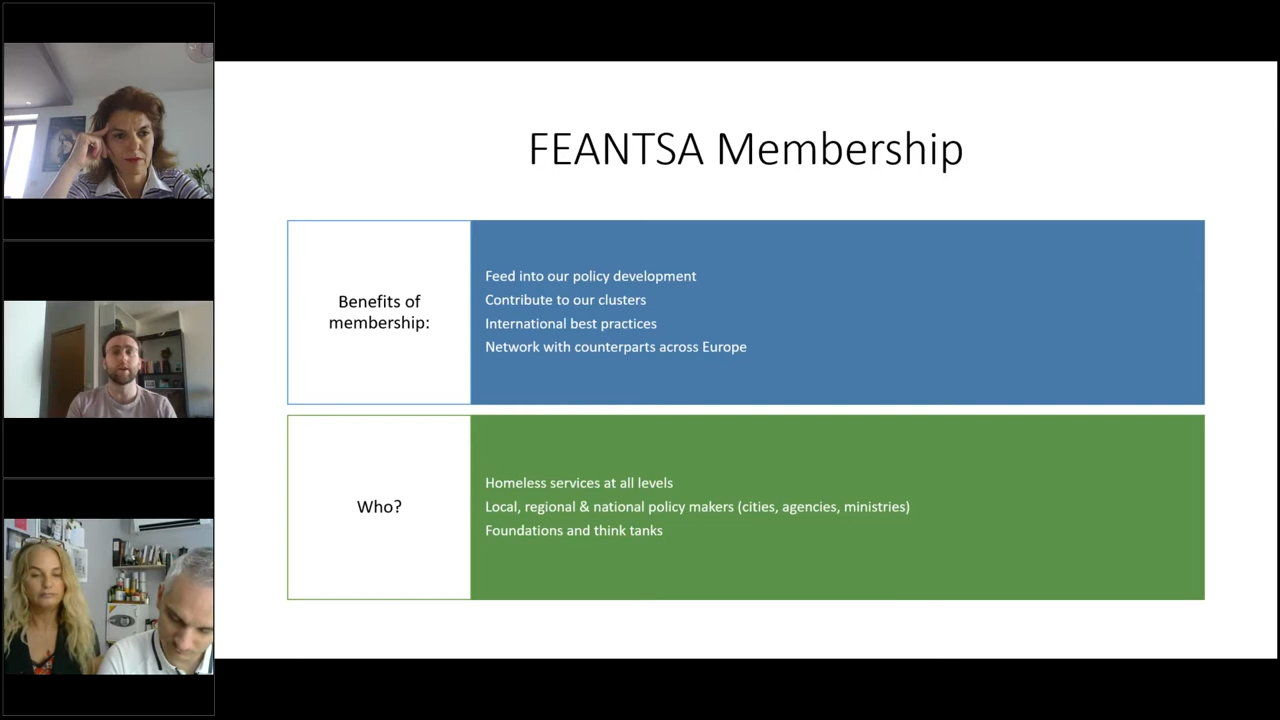 FEANTSA Membership
Benefits of
membership:
Feed into our policy development
Contribute to our clusters
International best practices
Network with counterparts across Europe
Who?
Homeless services at all levels
Local, regional & national policy makers (cities, agencies, ministries)
Foundations and think tanks